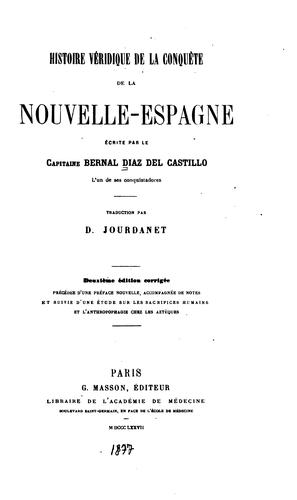 HISTOIRE VÉRIDIQUE DE LA CONQUÊTE
DE LA
NOUVELLE-ESPAGNE
ÉCRITE PAR LE
CAPITAINE BERNAL DIAZ DEL CASTILLO
L'un de ses conquistadores
TRADUCTION PAR
D. JOURDANET
Deuxième édition corrigée
PRÉCÉDÉE D'UNE PRÉFACE NOUVELLE, ACCOMPAGNÉE DE NOTES
ET SUIVIE D'UNE ÉTUDE SUR LES SACRIFICES HUMAINS
ET L'ANTHROPOPHAGIE CHEZ LES AZTÈQUES
PARIS
G. MASSON, ÉDITEUR
LIBRAIRE DE L'ACADÉMIE DE MÉDECINE
BOULEVARD SAINT-GERMAIN, EN FACE DE L'ÉCOLE DE MÉDECINE
M DCCC LXXVII
1877